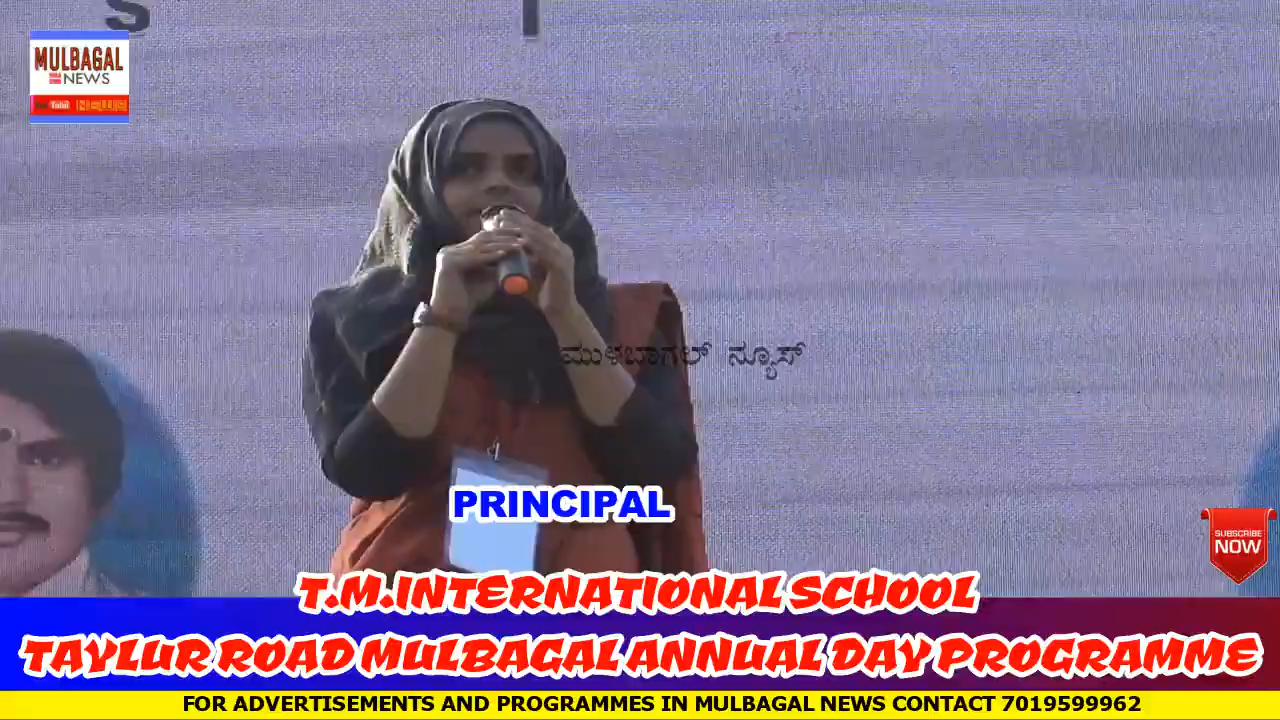 MULBAGAL
NEWS
ಮುಳಬಾಗಲ್ ನ್ಯೂಸ್
PRINCIPAL
SUBSCRIBE
NOW
T.M.INTERNATIONAL SCHOOL
TAYLUR ROAD MULBAGAL ANNUAL DAY PROGRAMME
FOR ADVERTISEMENTS AND PROGRAMMES IN MULBAGAL NEWS CONTACT 7019599962